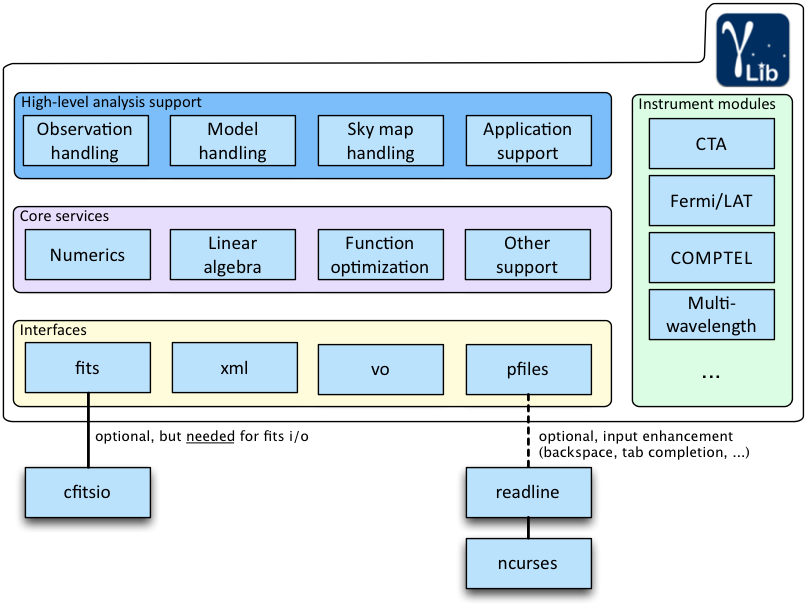 γ
Lib
High-level analysis support
Observation
handling
Model
handling
Sky map
handling
Application
support
Instrument modules
CTA
Fermi/LAT
COMPTEL
Multi-
wavelength
...
Core services
Numerics
Linear
algebra
Function
optimization
Other
support
Interfaces
fits
xml
vo
pfiles
optional, but needed for fits i/o
optional, input enhancement
(backspace, tab completion, ...)
cfitsio
readline
ncurses